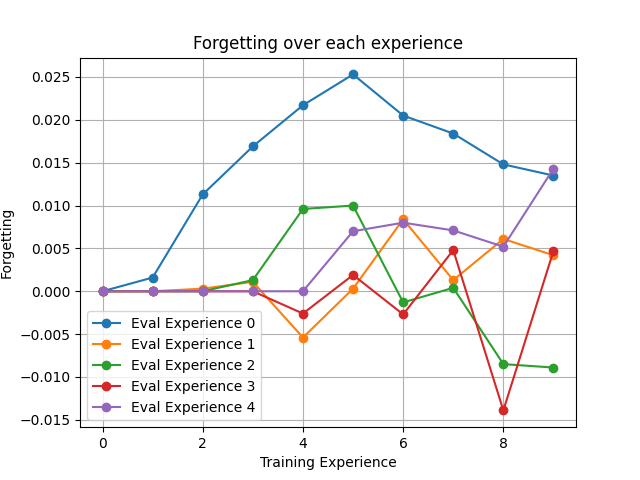 Forgetting over each experience
0.025
0.020
0.015
0.010
0.005
0.000
−0.005
−0.010
−0.015
Forgetting
Eval Experience 0
Eval Experience 1
Eval Experience 2
Eval Experience 3
Eval Experience 4
0 2 4 6 8
Training Experience